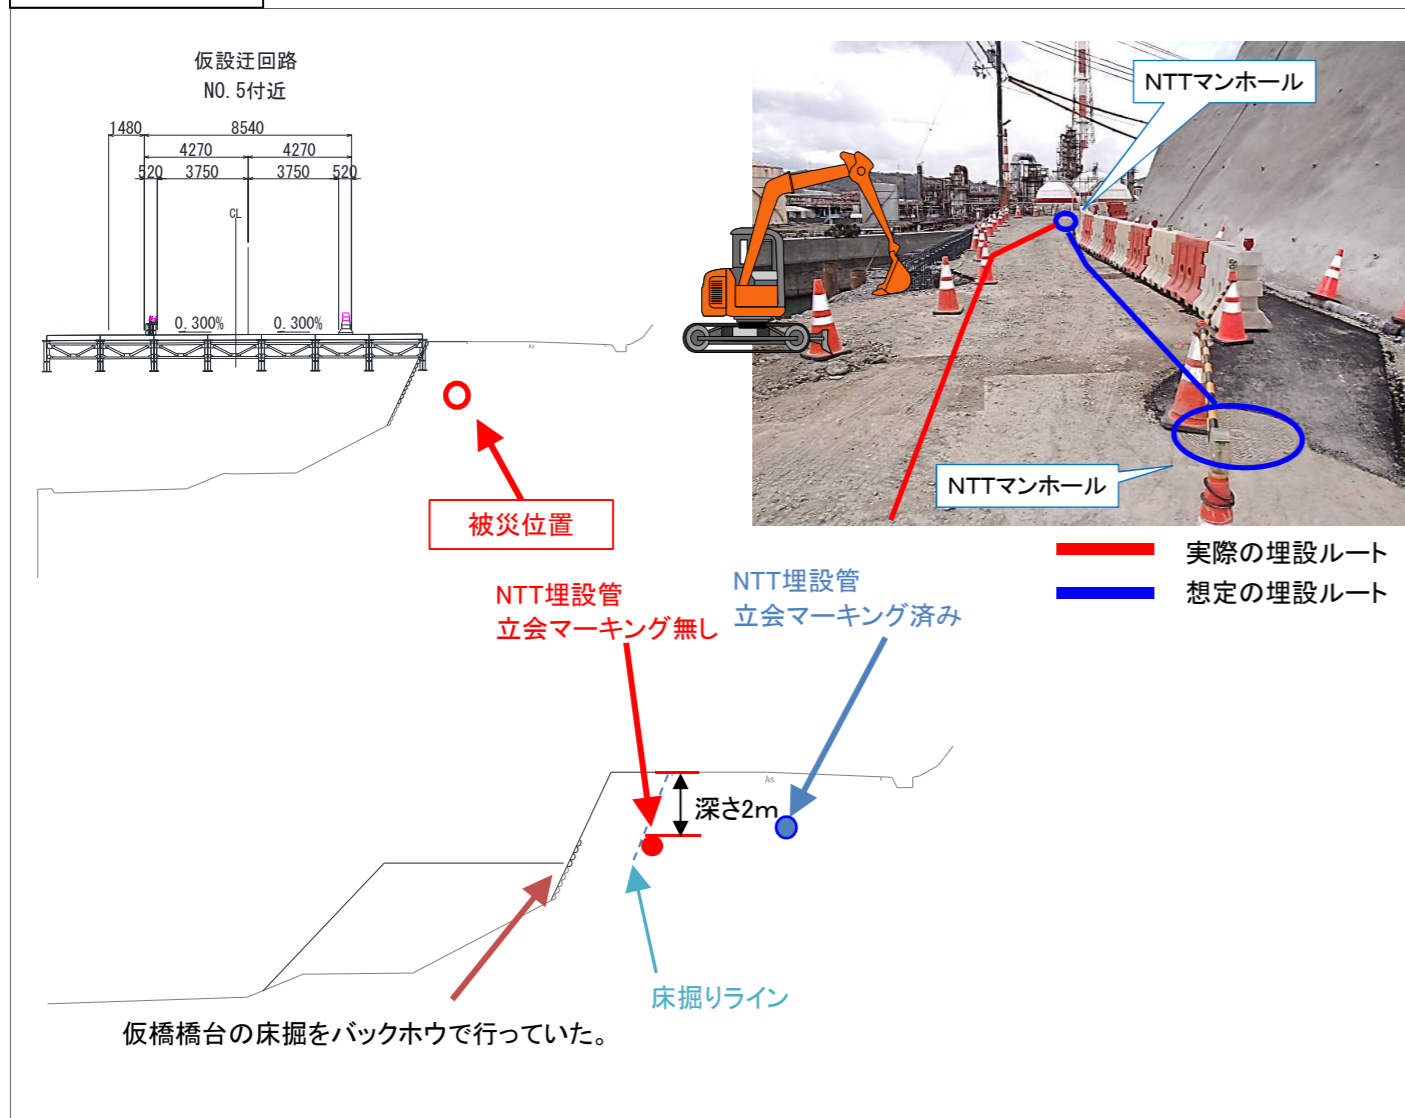 仮設迂回路
NO.5付近
1480
8540
4270
4270
520
3750
3750
520
CL
0.300%
0.300%
As
被災位置
NTTマンホール
NTTマンホール
実際の埋設ルート
想定の埋設ルート
NTT埋設管
立会マーキング無し
NTT埋設管
立会マーキング済み
As
深さ2m
床掘りライン
仮橋橋台の床掘をバックホウで行っていた。